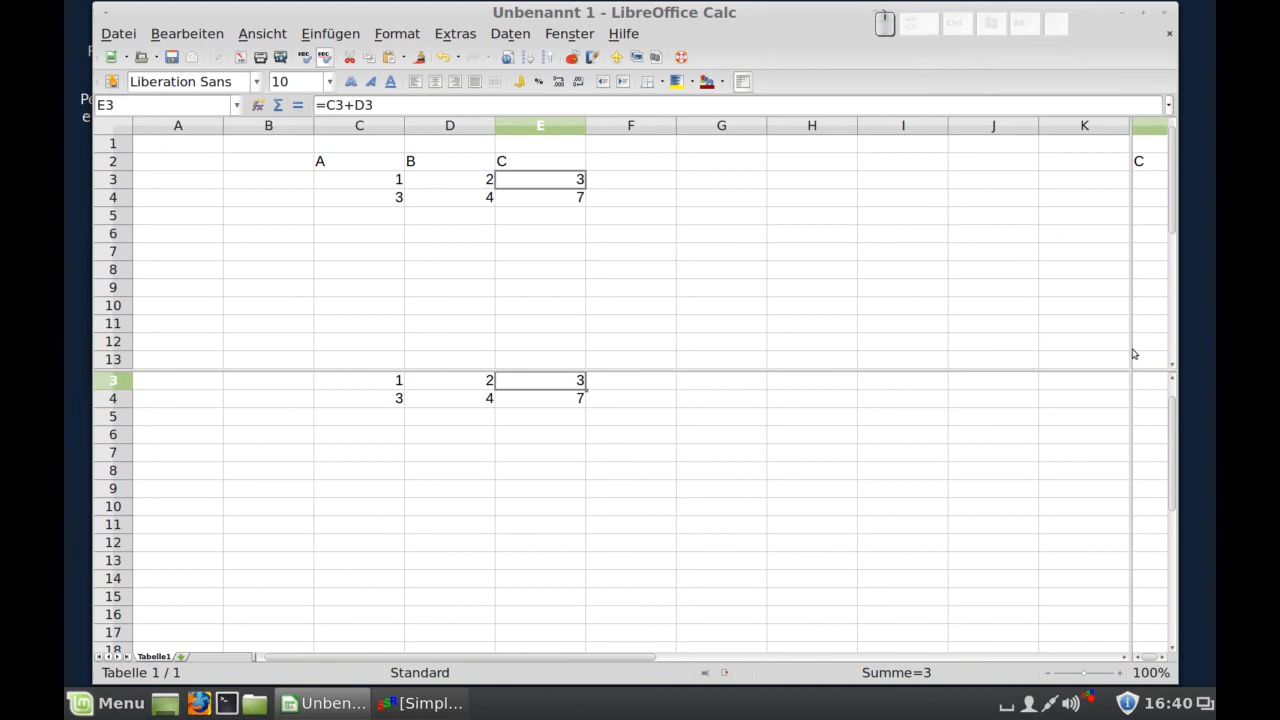 Unbenannt 1 - LibreOffice Calc
Datei Bearbeiten Ansicht Einfügen Format Extras Daten Fenster Hilfe
Liberation Sans 10
E3 =C3+D3
A B C D E F G H I J K
1
2 A B C C
3 1 2 3
4 3 4 7
5
6
7
8
9
10
11
12
13
3 1 2 3
4 3 4 7
5
6
7
8
9
10
11
12
13
14
15
16
17
18
Tabelle1
Tabelle 1 / 1 Standard Summe=3 100%
Menu Unben... [Simpl... 16:40